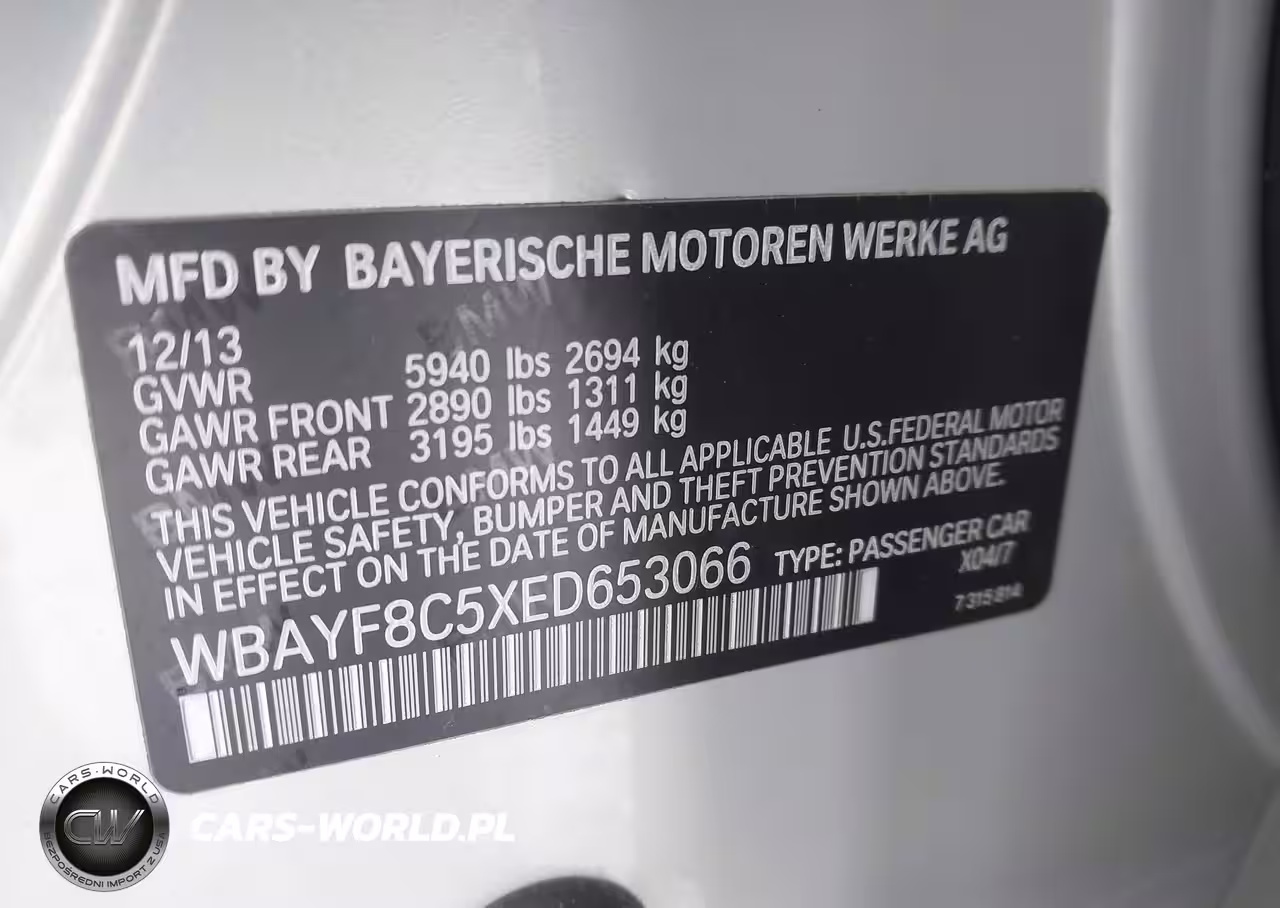 MFD BY BAYERISCHE MOTOREN WERKE AG
12/13
GVWR 5940 lbs 2694 kg
GAWR FRONT 2890 lbs 1311 kg
GAWR REAR 3195 lbs 1449 kg
THIS VEHICLE CONFORMS TO ALL APPLICABLE U.S.FEDERAL MOTOR
VEHICLE SAFETY, BUMPER AND THEFT PREVENTION STANDARDS
IN EFFECT ON THE DATE OF MANUFACTURE SHOWN ABOVE.
WBAYF8C5XED653066 TYPE: PASSENGER CAR
X04/7
7 315 814
CARS-WORLD
CW
BEZPOŚREDNI IMPORT Z USA
CARS-WORLD.PL